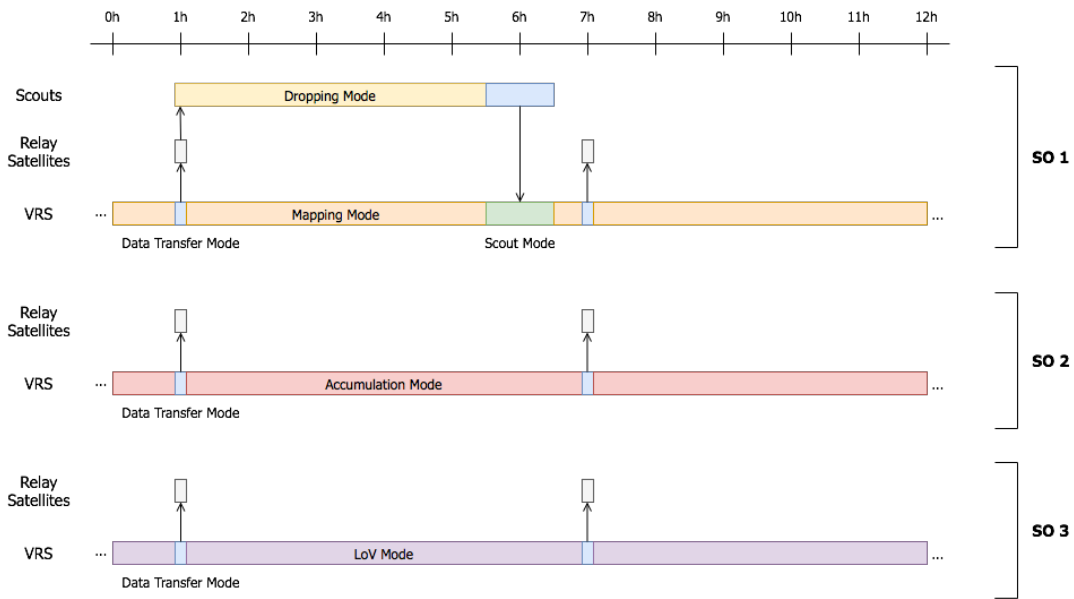 0h 1h 2h 3h 4h 5h 6h 7h 8h 9h 10h 11h 12h
Scouts
Dropping Mode
Relay
Satellites
SO 1
VRS
...
Mapping Mode
...
Data Transfer Mode
Scout Mode
Relay
Satellites
SO 2
VRS
...
Accumulation Mode
...
Data Transfer Mode
Relay
Satellites
SO 3
VRS
...
LoV Mode
...
Data Transfer Mode